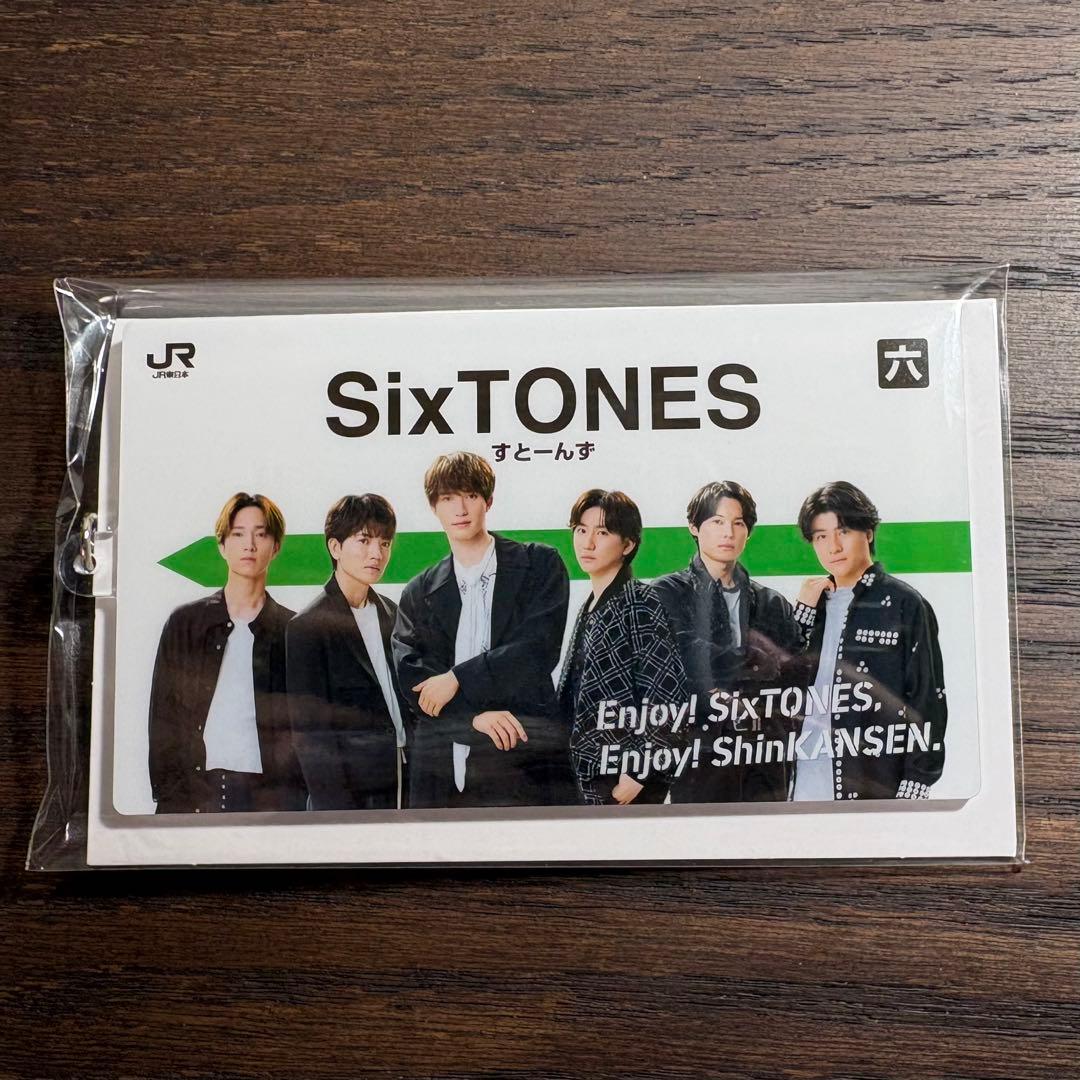 JR
JR東日本
六
SixTONES
すとーんず
Enjoy! SixTONES,
Enjoy! ShinKANSEN.